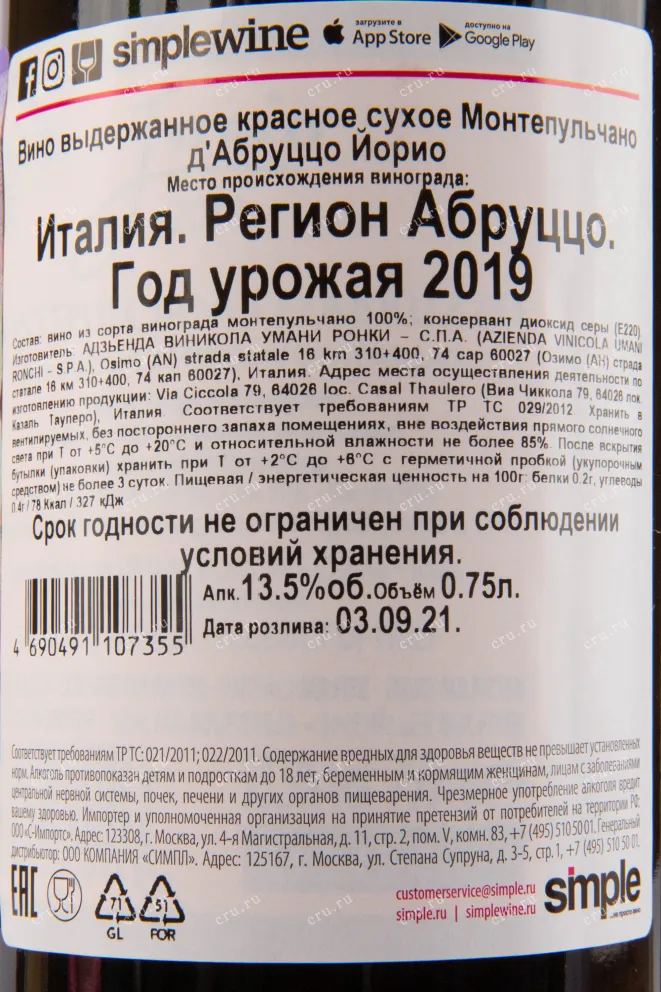 simplewine загрузите в App Store доступно на Google Play
Вино выдержанное красное сухое Монтепульчано
д'Абруццо Йорио
Место происхождения винограда:
Италия. Регион Абруццо.
Год урожая 2019
Состав: вино из сорта винограда монтепульчано 100%; консервант диоксид серы (E220).
Изготовитель: АДЗЬЕНДА ВИНИКОЛА УМАНИ РОНКИ – С.П.А. (AZIENDA VINICOLA UMANI
RONCHI - S.P.A.), Osimo (AN) strada statale 16 km 310+400, 74 cap 60027 (Озимо (АН) страда
статале 16 км 310+400, 74 кап 60027), Италия. Адрес места осуществления деятельности по
изготовлению продукции: Via Ciccola 79, 64026 loc. Casal Thaulero (Виа Чиккола 79, 64026 лок.
Казаль Тауперо), Италия Соответствует требованиям ТР ТС 029/2012 Хранить в
вентилируемых, без постороннего запаха помещениях, вне воздействия прямого солнечного
света при Т от +5°С до +20°С и относительной влажности не более 85%. После вскрытия
бутылки (упаковки) хранить при Т от +2°С до +6°С с герметичной пробкой (укупорочным
средством) не более 3 суток. Пищевая / энергетическая ценность на 100г: белки 0.2г, углеводы
0.4г / 78 Ккал / 327 кДж
Срок годности не ограничен при соблюдении
условий хранения.
Алк.13.5%об.Объём 0.75л.
Дата розлива: 03.09.21.
4 690491 107355
Соответствует требованиям ТР ТС: 021/2011; 022/2011. Содержание вредных для здоровья веществ не превышает установленных
норм. Алкоголь противопоказан детям и подросткам до 18 лет, беременным и кормящим женщинам, лицам с заболеваниями
центральной нервной системы, почек, печени и других органов пищеварения. Чрезмерное употребление алкоголя вредит
вашему здоровью. Импортер и уполномоченная организация на принятие претензий от потребителей на территории РФ:
ООО «С-Импортс». Адрес: 123308, г. Москва, ул. 4-я Магистральная, д. 11, стр. 2, пом. V, комн. 83, +7 (495) 510 50 01. Генеральный
дистрибьютор: ООО КОМПАНИЯ «СИМПЛ». Адрес: 125167, г. Москва, ул. Степана Супруна, д. 3-5, стр.1, +7 (495) 510 50 01.
EAC
71 GL
51 FOR
customerservice@simple.ru
simple.ru | simplewine.ru
simple
...не просто вино